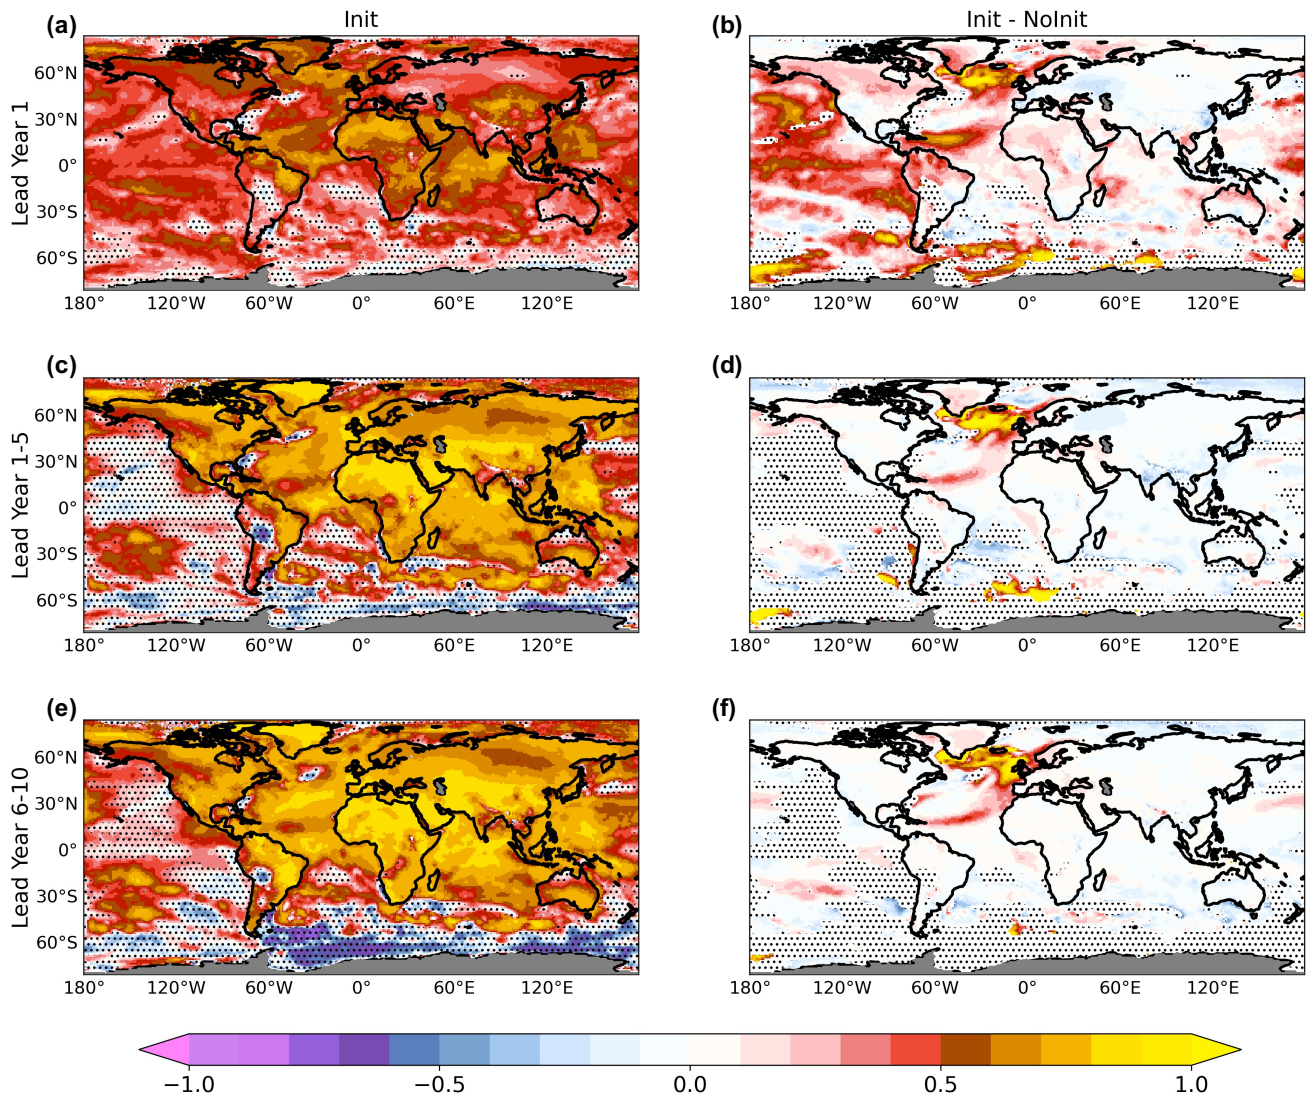 (a) Init
(b) Init - NoInit
Lead Year 1
60°N
30°N
0°
30°S
60°S
180° 120°W 60°W 0° 60°E 120°E
180° 120°W 60°W 0° 60°E 120°E
(c)
(d)
Lead Year 1-5
60°N
30°N
0°
30°S
60°S
180° 120°W 60°W 0° 60°E 120°E
180° 120°W 60°W 0° 60°E 120°E
(e)
(f)
Lead Year 6-10
60°N
30°N
0°
30°S
60°S
180° 120°W 60°W 0° 60°E 120°E
180° 120°W 60°W 0° 60°E 120°E
−1.0 −0.5 0.0 0.5 1.0